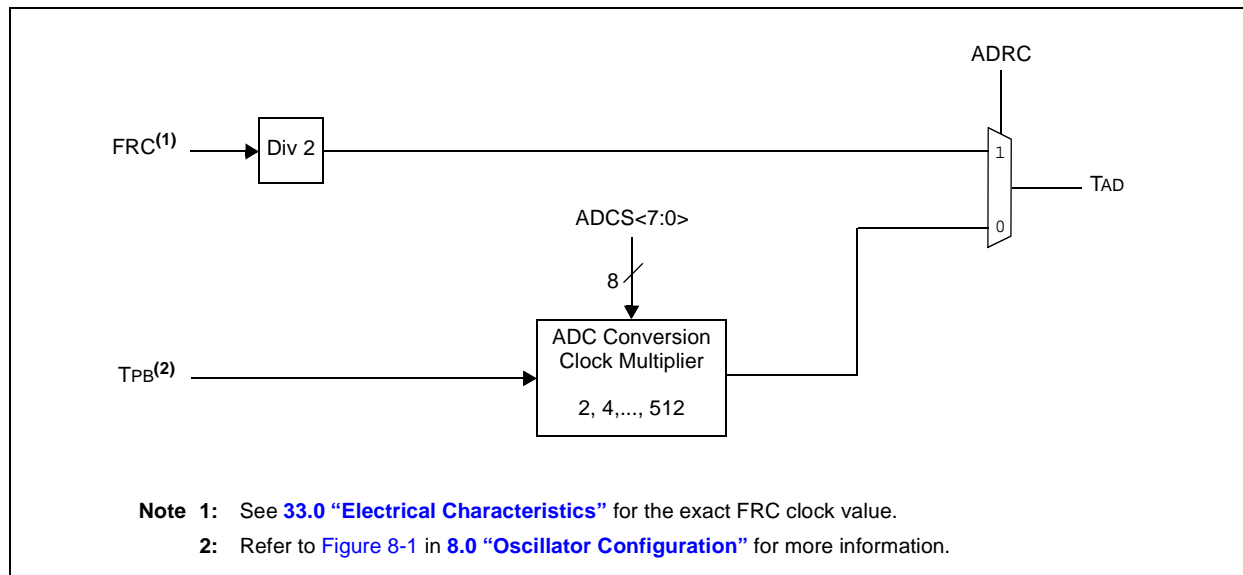 ADRC
FRC(1)
Div 2
1
TAD
ADCS<7:0>
0
8
ADC Conversion
Clock Multiplier
TPB(2)
2, 4,..., 512
Note 1: See 33.0 “Electrical Characteristics” for the exact FRC clock value.
2: Refer to Figure 8-1 in 8.0 “Oscillator Configuration” for more information.